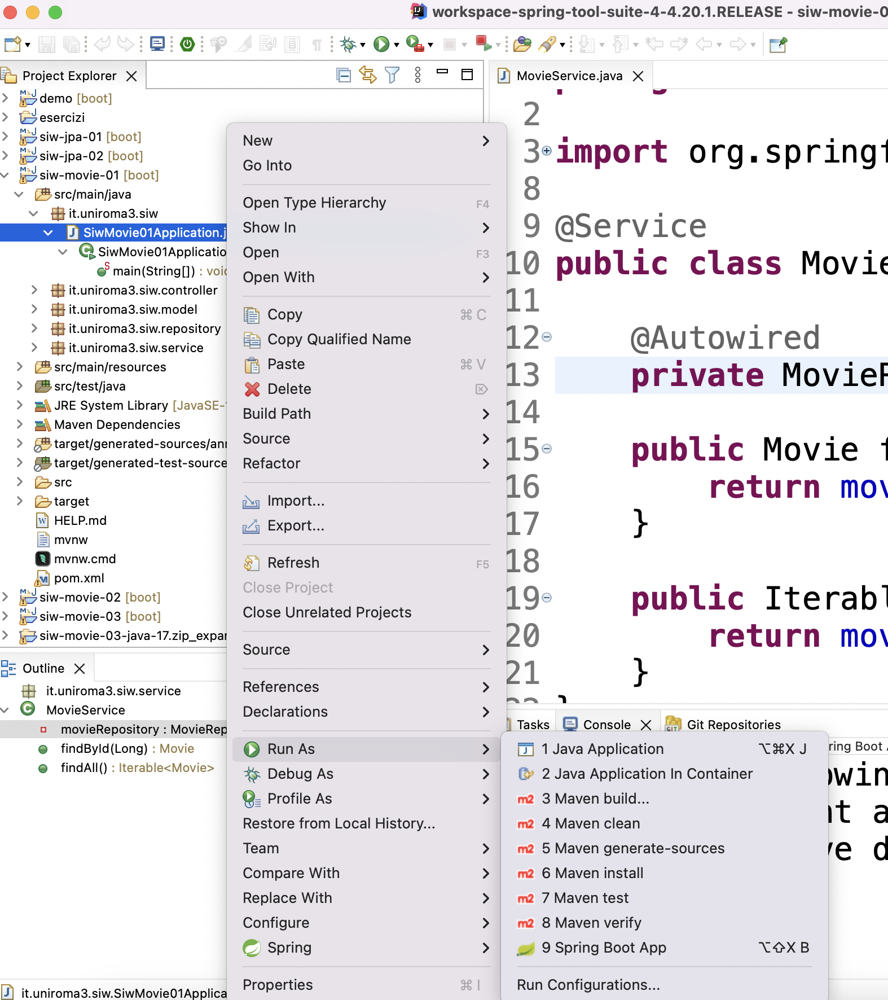 workspace-spring-tool-suite-4-4.20.1.RELEASE - siw-movie-0
Project Explorer
demo [boot]
esercizi
siw-jpa-01 [boot]
siw-jpa-02 [boot]
siw-movie-01 [boot]
src/main/java
it.uniroma3.siw
SiwMovie01Application.j
SiwMovie01Applicatio
main(String[]) : voic
it.uniroma3.siw.controller
it.uniroma3.siw.model
it.uniroma3.siw.repository
it.uniroma3.siw.service
src/main/resources
src/test/java
JRE System Library [JavaSE-1
Maven Dependencies
target/generated-sources/ann
target/generated-test-source
src
target
HELP.md
mvnw
mvnw.cmd
pom.xml
siw-movie-02 [boot]
siw-movie-03 [boot]
siw-movie-03-java-17.zip_expan
Outline
it.uniroma3.siw.service
MovieService
movieRepository : MovieRep
findById(Long) : Movie
findAll() : Iterable<Movie>
it.uniroma3.siw.SiwMovie01Applica
New
Go Into
Open Type Hierarchy F4
Show In
Open F3
Open With
Copy ⌘ C
Copy Qualified Name
Paste ⌘ V
Delete ⌦
Build Path
Source
Refactor
Import...
Export...
Refresh F5
Close Project
Close Unrelated Projects
Source
References
Declarations
Run As
Debug As
Profile As
Restore from Local History...
Team
Compare With
Replace With
Configure
Spring
Properties ⌘ I
MovieService.java
2
3 import org.springf
8
9 @Service
10 public class Movie
11
12 @Autowired
13 private MovieR
14
15 public Movie f
16 return mov
17 }
18
19 public Iterabl
20 return mov
21 }
Tasks
Console
Git Repositories
ring Boot A
owin
nt a
ve d
1 Java Application ⌥⌘X J
2 Java Application In Container
3 Maven build...
4 Maven clean
5 Maven generate-sources
6 Maven install
7 Maven test
8 Maven verify
9 Spring Boot App ⌥⇧X B
Run Configurations...